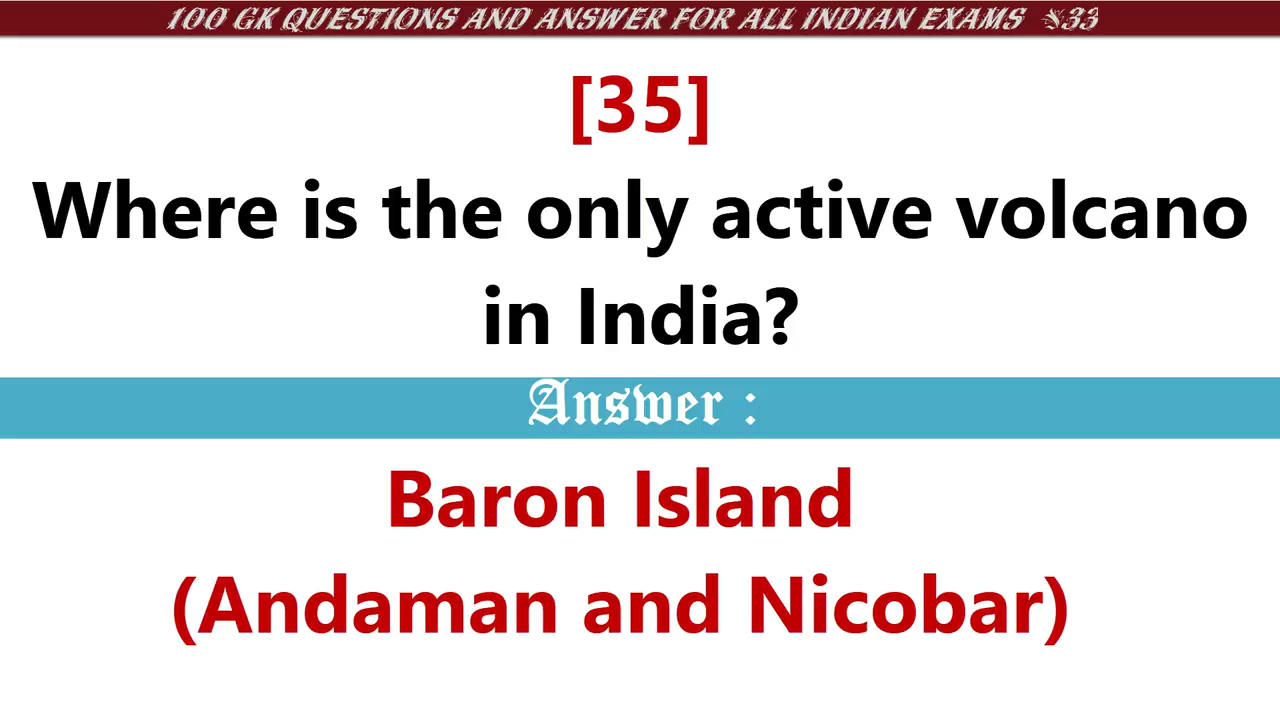 100 GK QUESTIONS AND ANSWER FOR ALL INDIAN EXAMS #33
[35]
Where is the only active volcano
in India?
Answer :
Baron Island
(Andaman and Nicobar)